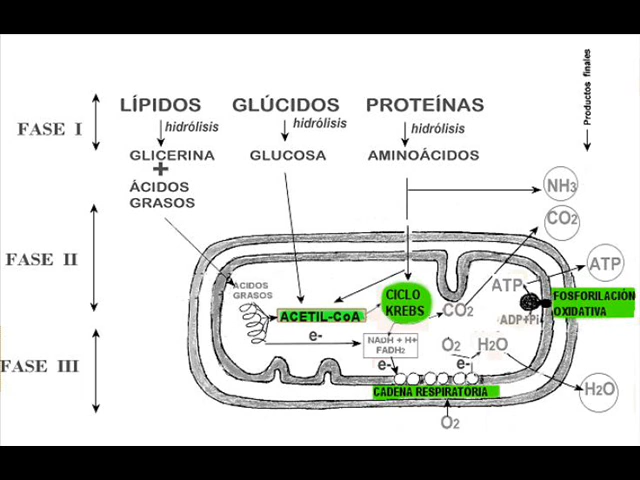 Productos finales
FASE I
LÍPIDOS
GLÚCIDOS
PROTEÍNAS
hidrólisis
hidrólisis
hidrólisis
GLICERINA
+
ÁCIDOS
GRASOS
GLUCOSA
AMINOÁCIDOS
NH3
CO2
FASE II
ÁCIDOS
GRASOS
ACETIL-CoA
CICLO
KREBS
CO2
ATP
ATP
ADP+Pi
FOSFORILACIÓN
OXIDATIVA
FASE III
e-
NADH + H+
FADH2
e-
O2
e-
H2O
H2O
CADENA RESPIRATORIA
O2